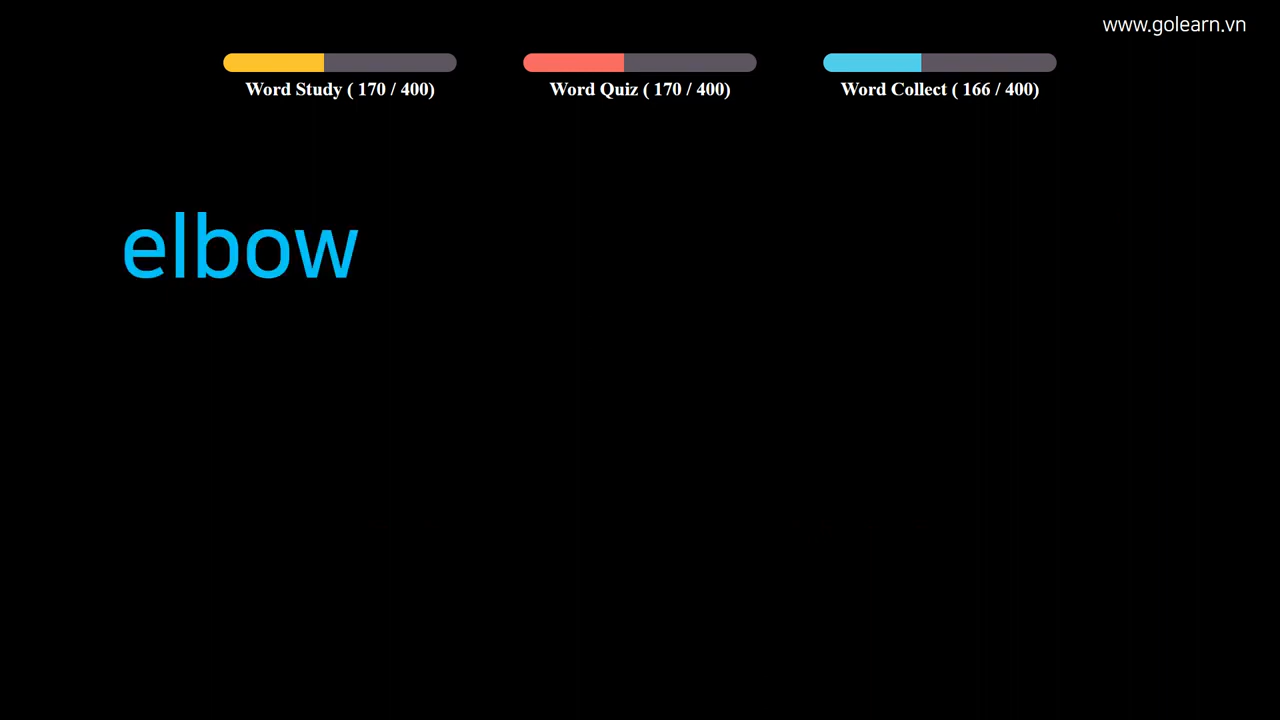 www.golearn.vn
Word Study ( 170 / 400)
Word Quiz ( 170 / 400)
Word Collect ( 166 / 400)
elbow